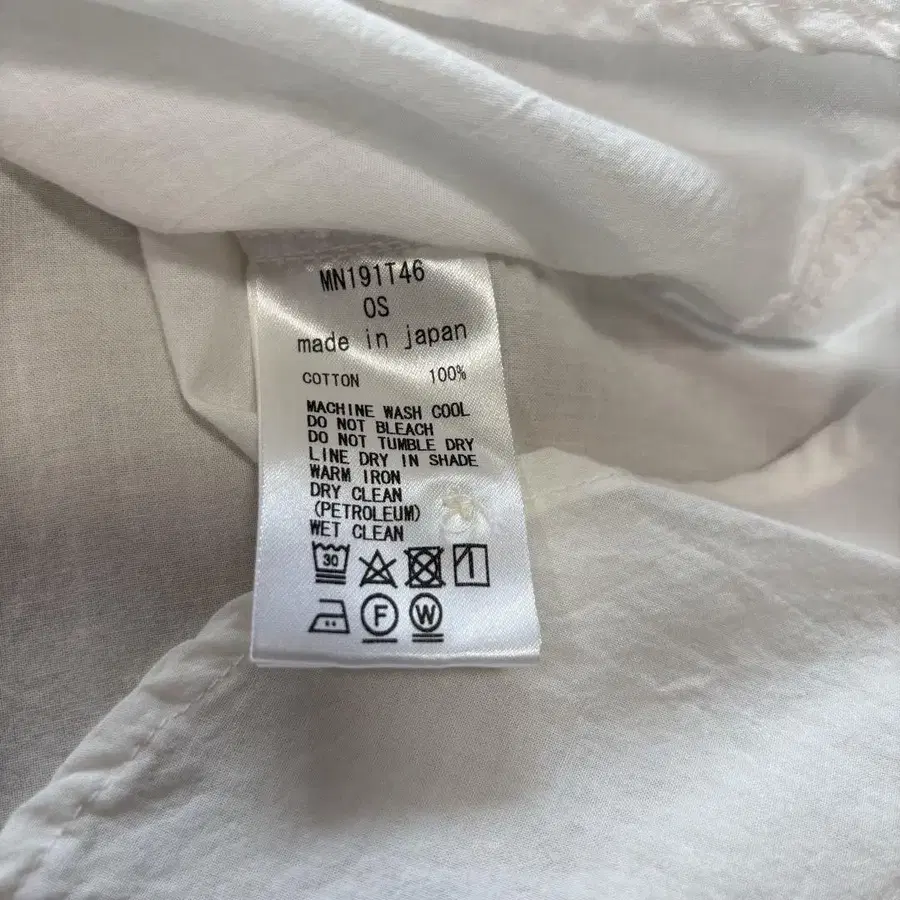 MN191T46
OS
made in japan
COTTON 100%
MACHINE WASH COOL
DO NOT BLEACH
DO NOT TUMBLE DRY
LINE DRY IN SHADE
WARM IRON
DRY CLEAN
(PETROLEUM)
WET CLEAN
30
F W